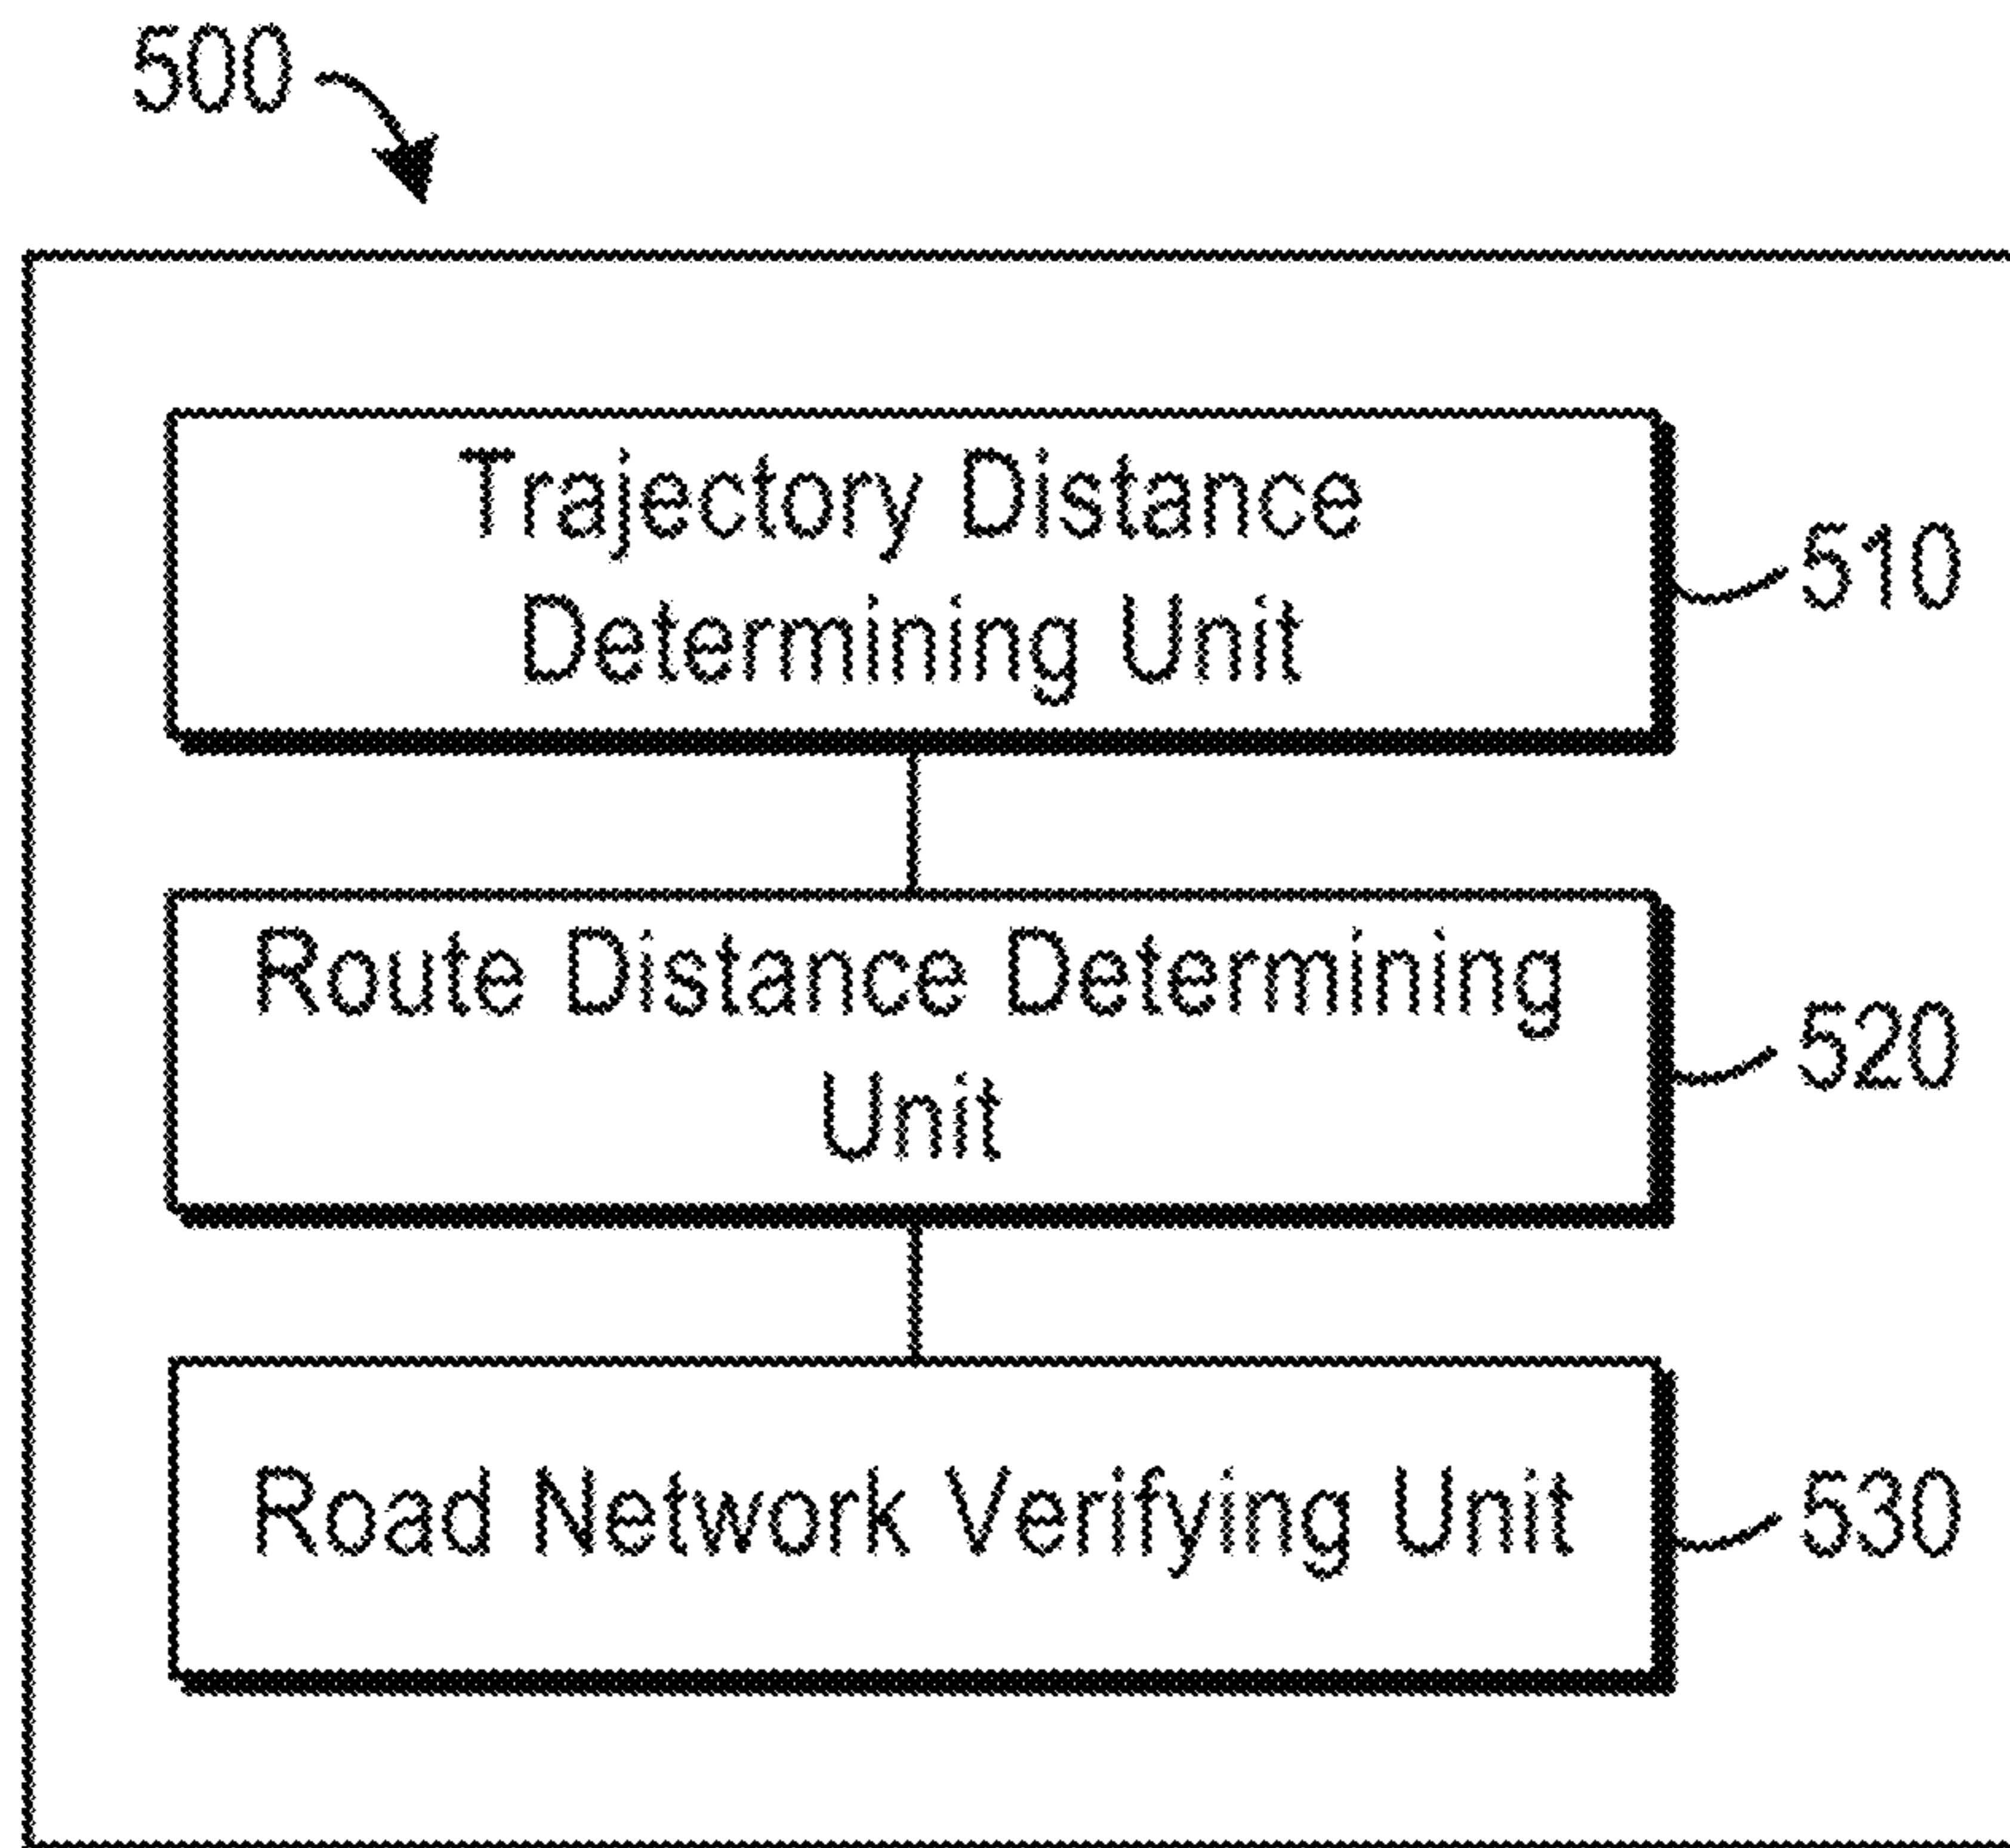 500
Trajectory Distance
Determining Unit
510
Route Distance Determining
Unit
520
Road Network Verifying Unit
530